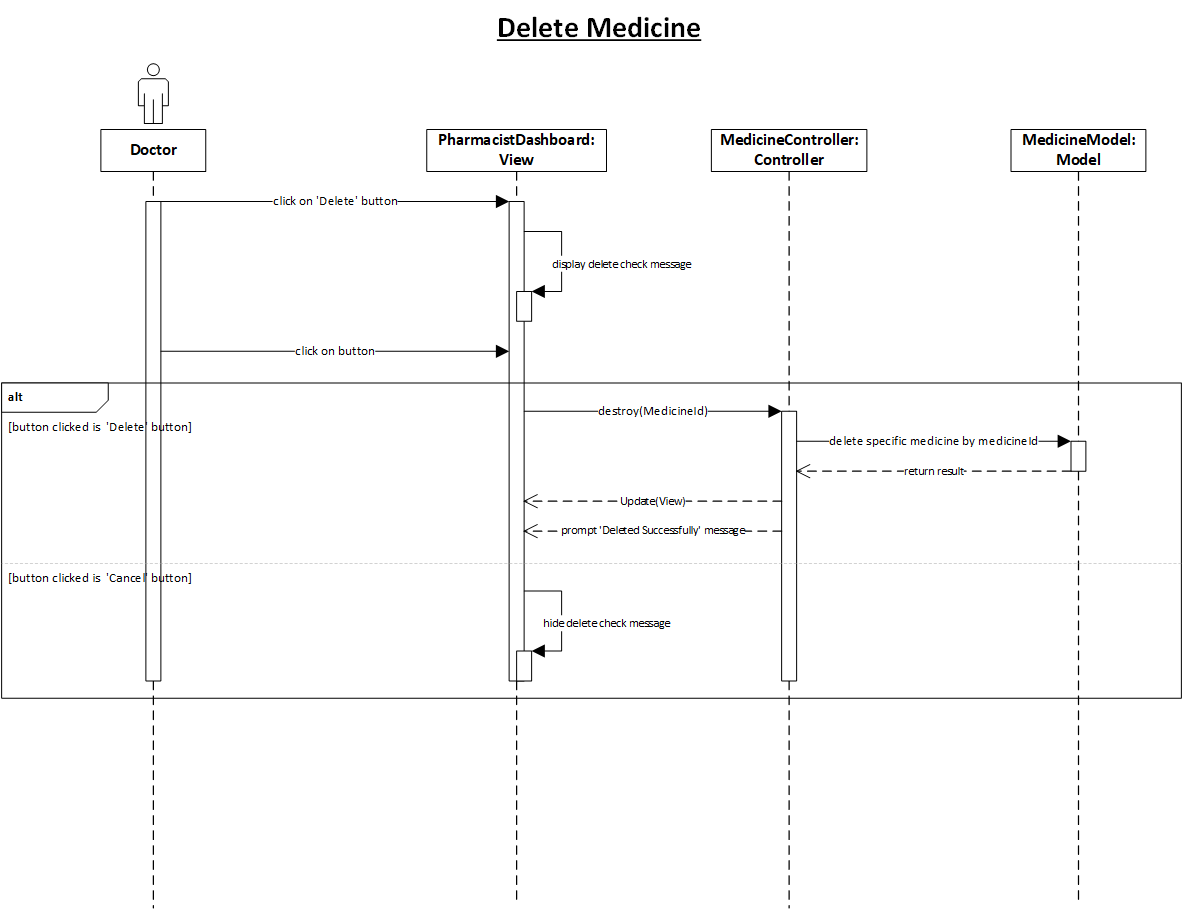 Delete Medicine
Doctor
PharmacistDashboard:
View
MedicineController:
Controller
MedicineModel:
Model
click on 'Delete' button
display delete check message
click on button
alt
destroy(MedicineId)
[button clicked is 'Delete' button]
delete specific medicine by medicineId
return result
Update(View)
prompt 'Deleted Successfully' message
[button clicked is 'Cancel' button]
hide delete check message